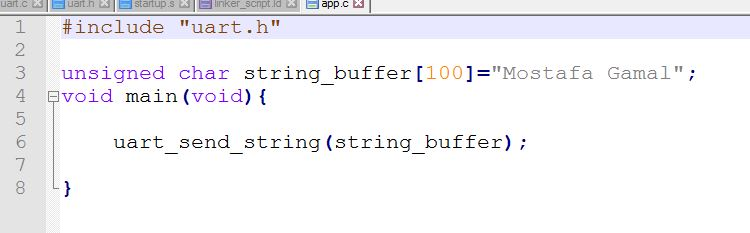 uart.c uart.h startup.s linker_script.ld app.c
1 #include "uart.h"
2
3 unsigned char string_buffer[100]="Mostafa Gamal";
4 void main(void){
5
6 uart_send_string(string_buffer);
7
8 }